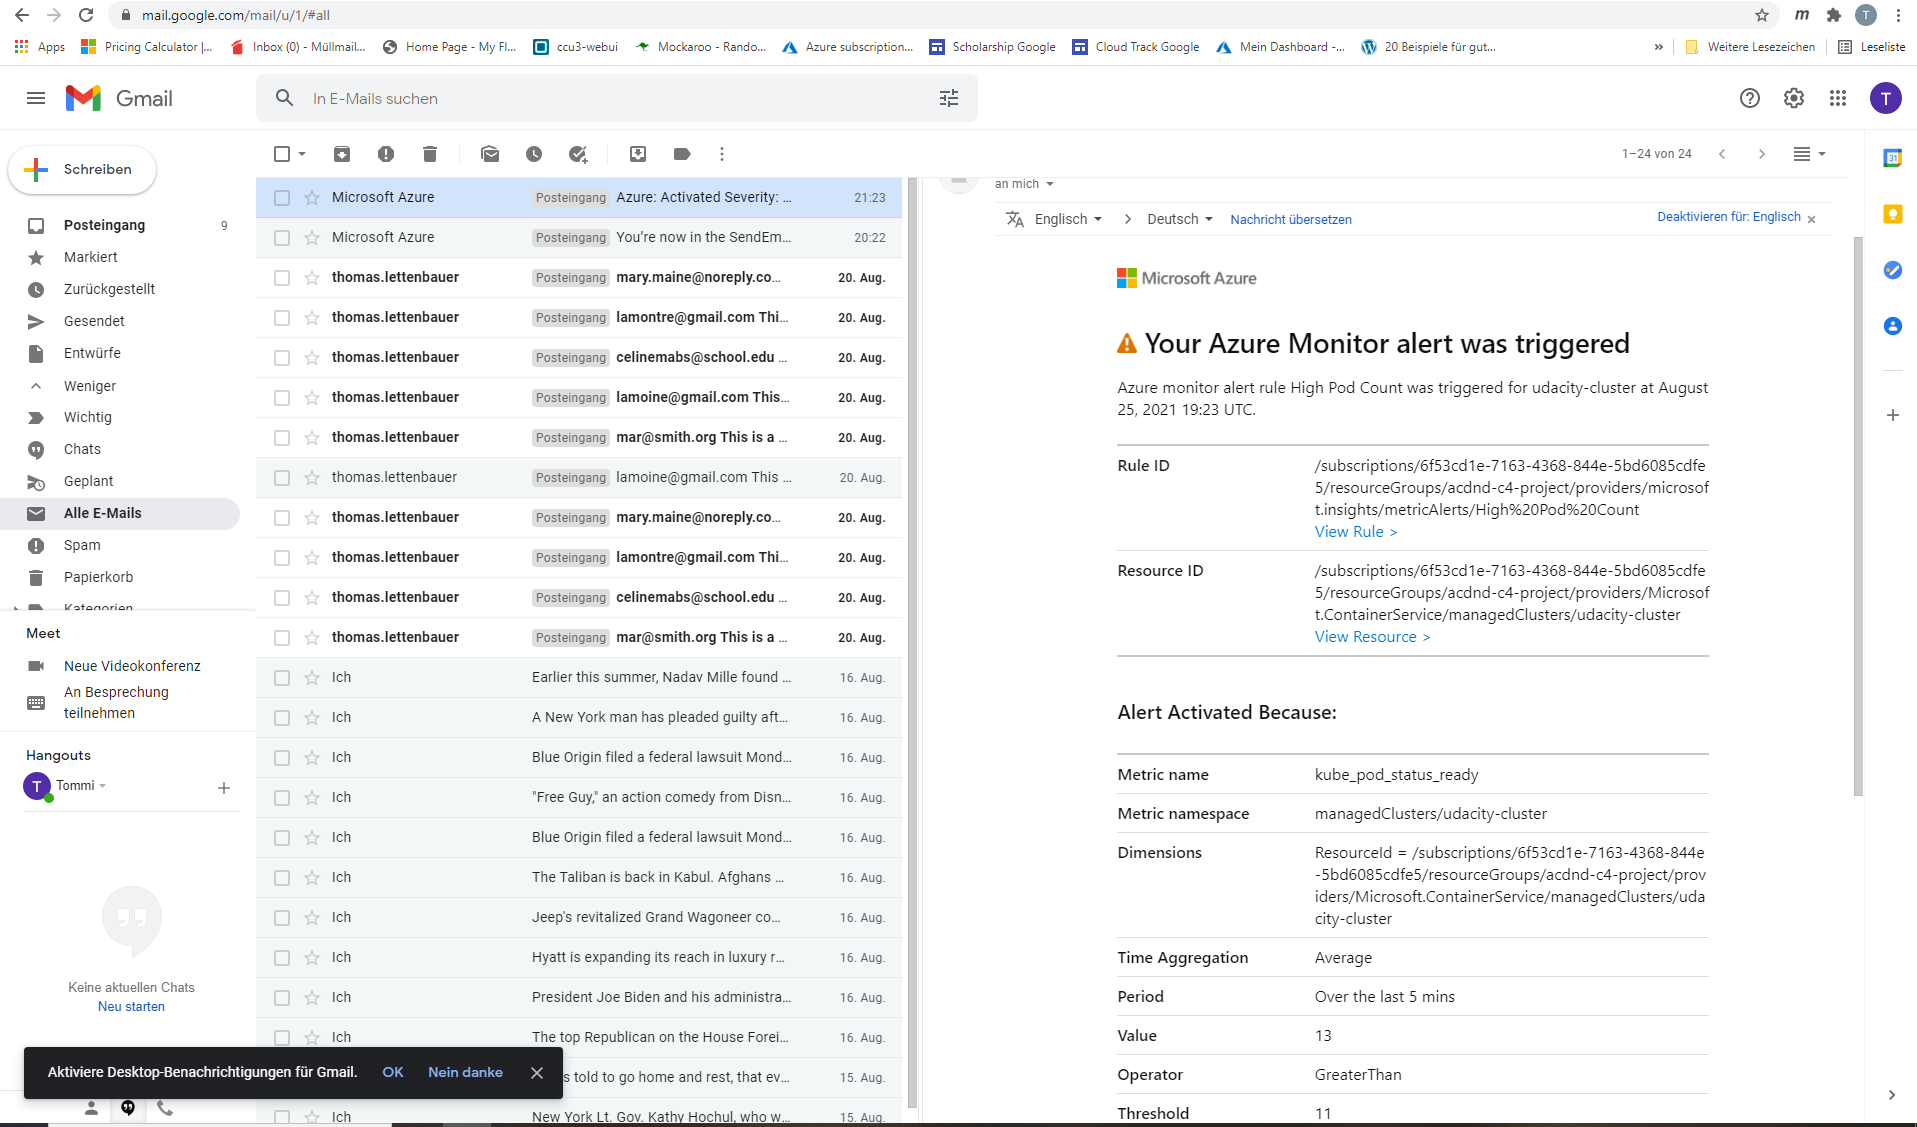 mail.google.com/mail/u/1/#all
Apps
Pricing Calculator |...
Inbox (0) - Müllmail...
Home Page - My Fl...
ccu3-webui
Mockaroo - Rando...
Azure subscription...
Scholarship Google
Cloud Track Google
Mein Dashboard -...
20 Beispiele für gut...
»
Weitere Lesezeichen
Leseliste
Gmail
In E-Mails suchen
T
Schreiben
1–24 von 24
Posteingang 9
Markiert
Zurückgestellt
Gesendet
Entwürfe
Weniger
Wichtig
Chats
Geplant
Alle E-Mails
Spam
Papierkorb
Kategorien
Meet
Neue Videokonferenz
An Besprechung
teilnehmen
Hangouts
T Tommi
Keine aktuellen Chats
Neu starten
Microsoft Azure Posteingang Azure: Activated Severity: ... 21:23
Microsoft Azure Posteingang You're now in the SendEm... 20:22
thomas.lettenbauer Posteingang mary.maine@noreply.co... 20. Aug.
thomas.lettenbauer Posteingang lamontre@gmail.com Thi... 20. Aug.
thomas.lettenbauer Posteingang celinemabs@school.edu ... 20. Aug.
thomas.lettenbauer Posteingang lamoine@gmail.com This... 20. Aug.
thomas.lettenbauer Posteingang mar@smith.org This is a ... 20. Aug.
thomas.lettenbauer Posteingang lamoine@gmail.com This ... 20. Aug.
thomas.lettenbauer Posteingang mary.maine@noreply.co... 20. Aug.
thomas.lettenbauer Posteingang lamontre@gmail.com Thi... 20. Aug.
thomas.lettenbauer Posteingang celinemabs@school.edu ... 20. Aug.
thomas.lettenbauer Posteingang mar@smith.org This is a ... 20. Aug.
Ich Earlier this summer, Nadav Mille found ... 16. Aug.
Ich A New York man has pleaded guilty aft... 16. Aug.
Ich Blue Origin filed a federal lawsuit Mond... 16. Aug.
Ich "Free Guy," an action comedy from Disn... 16. Aug.
Ich Blue Origin filed a federal lawsuit Mond... 16. Aug.
Ich The Taliban is back in Kabul. Afghans ... 16. Aug.
Ich Jeep's revitalized Grand Wagoneer co... 16. Aug.
Ich Hyatt is expanding its reach in luxury r... 16. Aug.
Ich President Joe Biden and his administra... 16. Aug.
Ich The top Republican on the House Forei... 16. Aug.
s told to go home and rest, that ev... 15. Aug.
Ich New York Lt. Gov. Kathy Hochul, who w... 15. Aug.
Aktiviere Desktop-Benachrichtigungen für Gmail. OK Nein danke
an mich
Englisch > Deutsch Nachricht übersetzen Deaktivieren für: Englisch
Microsoft Azure
Your Azure Monitor alert was triggered
Azure monitor alert rule High Pod Count was triggered for udacity-cluster at August
25, 2021 19:23 UTC.
Rule ID /subscriptions/6f53cd1e-7163-4368-844e-5bd6085cdfe
5/resourceGroups/acdnd-c4-project/providers/microsof
t.insights/metricAlerts/High%20Pod%20Count
View Rule >
Resource ID /subscriptions/6f53cd1e-7163-4368-844e-5bd6085cdfe
5/resourceGroups/acdnd-c4-project/providers/Microsof
t.ContainerService/managedClusters/udacity-cluster
View Resource >
Alert Activated Because:
Metric name kube_pod_status_ready
Metric namespace managedClusters/udacity-cluster
Dimensions ResourceId = /subscriptions/6f53cd1e-7163-4368-844e
-5bd6085cdfe5/resourceGroups/acdnd-c4-project/prov
iders/Microsoft.ContainerService/managedClusters/uda
city-cluster
Time Aggregation Average
Period Over the last 5 mins
Value 13
Operator GreaterThan
Threshold 11